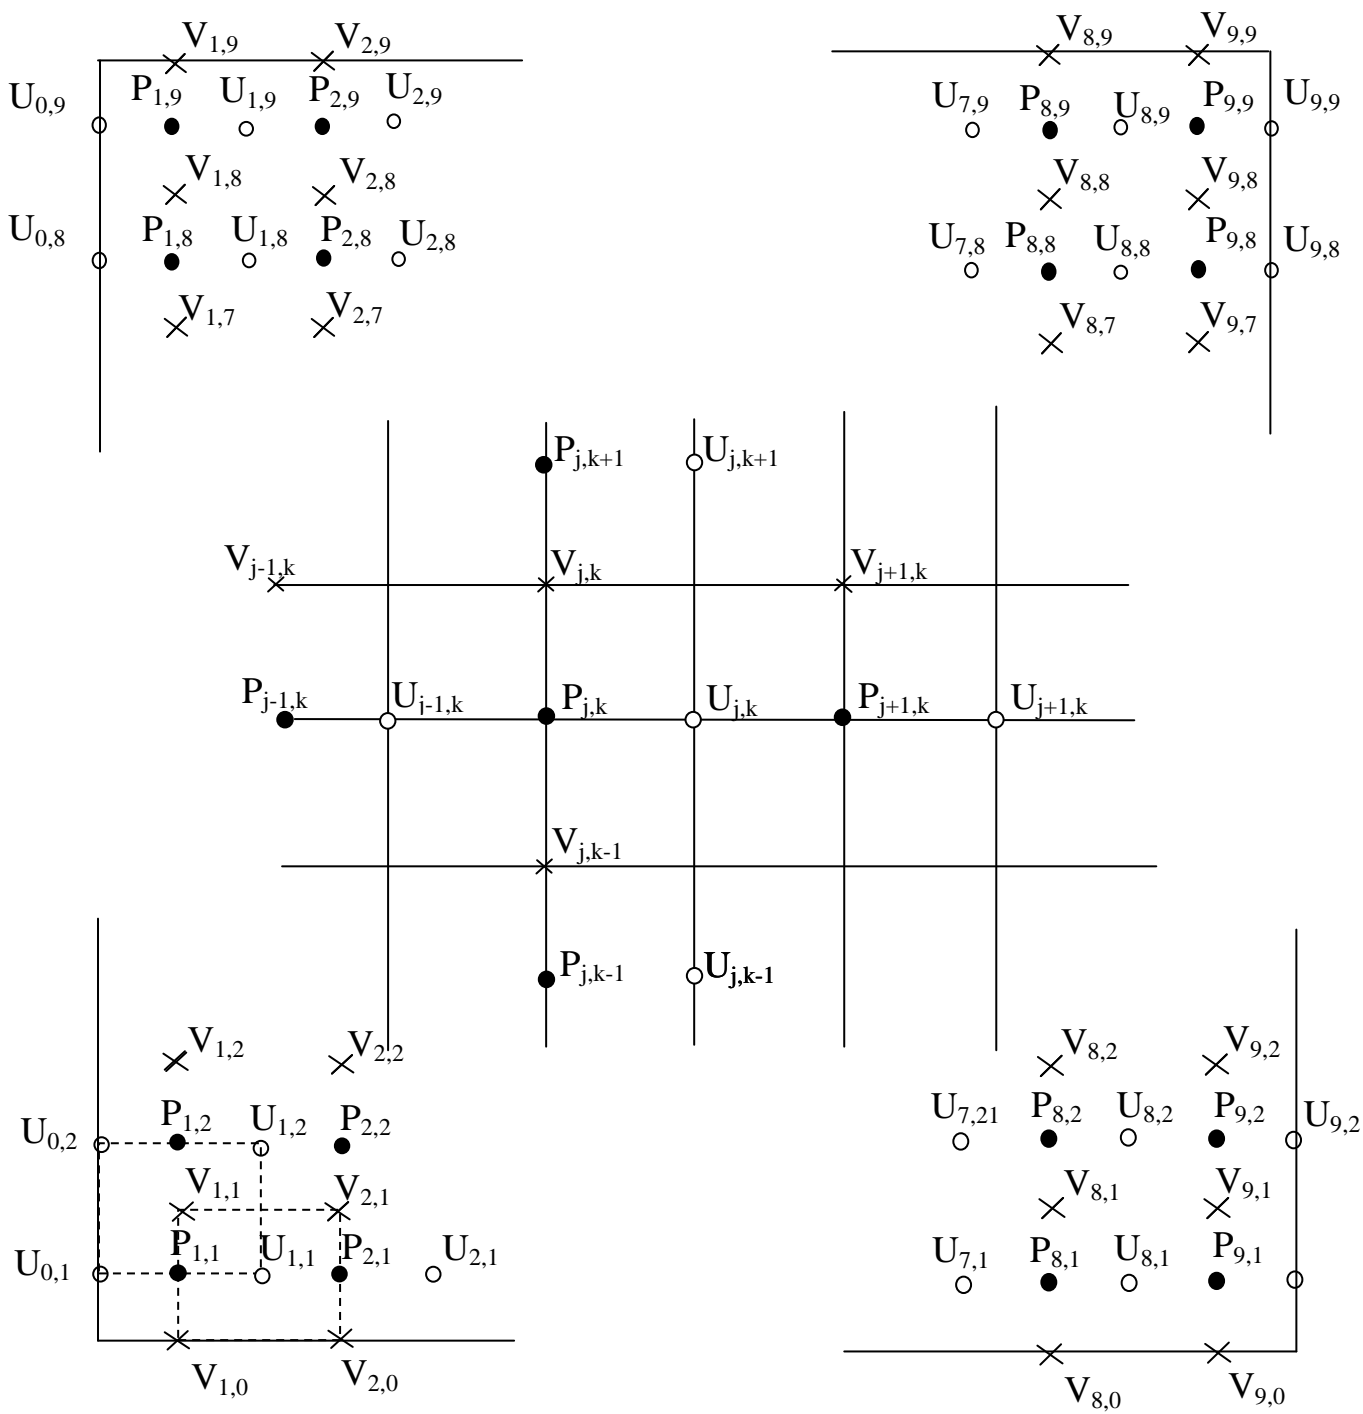 V1,9 V2,9 V8,9 V9,9
U0,9 P1,9 U1,9 P2,9 U2,9 U7,9 P8,9 U8,9 P9,9 U9,9
V1,8 V2,8 V8,8 V9,8
U0,8 P1,8 U1,8 P2,8 U2,8 U7,8 P8,8 U8,8 P9,8 U9,8
V1,7 V2,7 V8,7 V9,7
Pj,k+1 Uj,k+1
Vj-1,k Vj,k Vj+1,k
Pj-1,k Uj-1,k Pj,k Uj,k Pj+1,k Uj+1,k
Vj,k-1
Pj,k-1 Uj,k-1
V1,2 V2,2 V8,2 V9,2
U0,2 P1,2 U1,2 P2,2 U7,21 P8,2 U8,2 P9,2 U9,2
V1,1 V2,1 V8,1 V9,1
U0,1 P1,1 U1,1 P2,1 U2,1 U7,1 P8,1 U8,1 P9,1
V1,0 V2,0 V8,0 V9,0